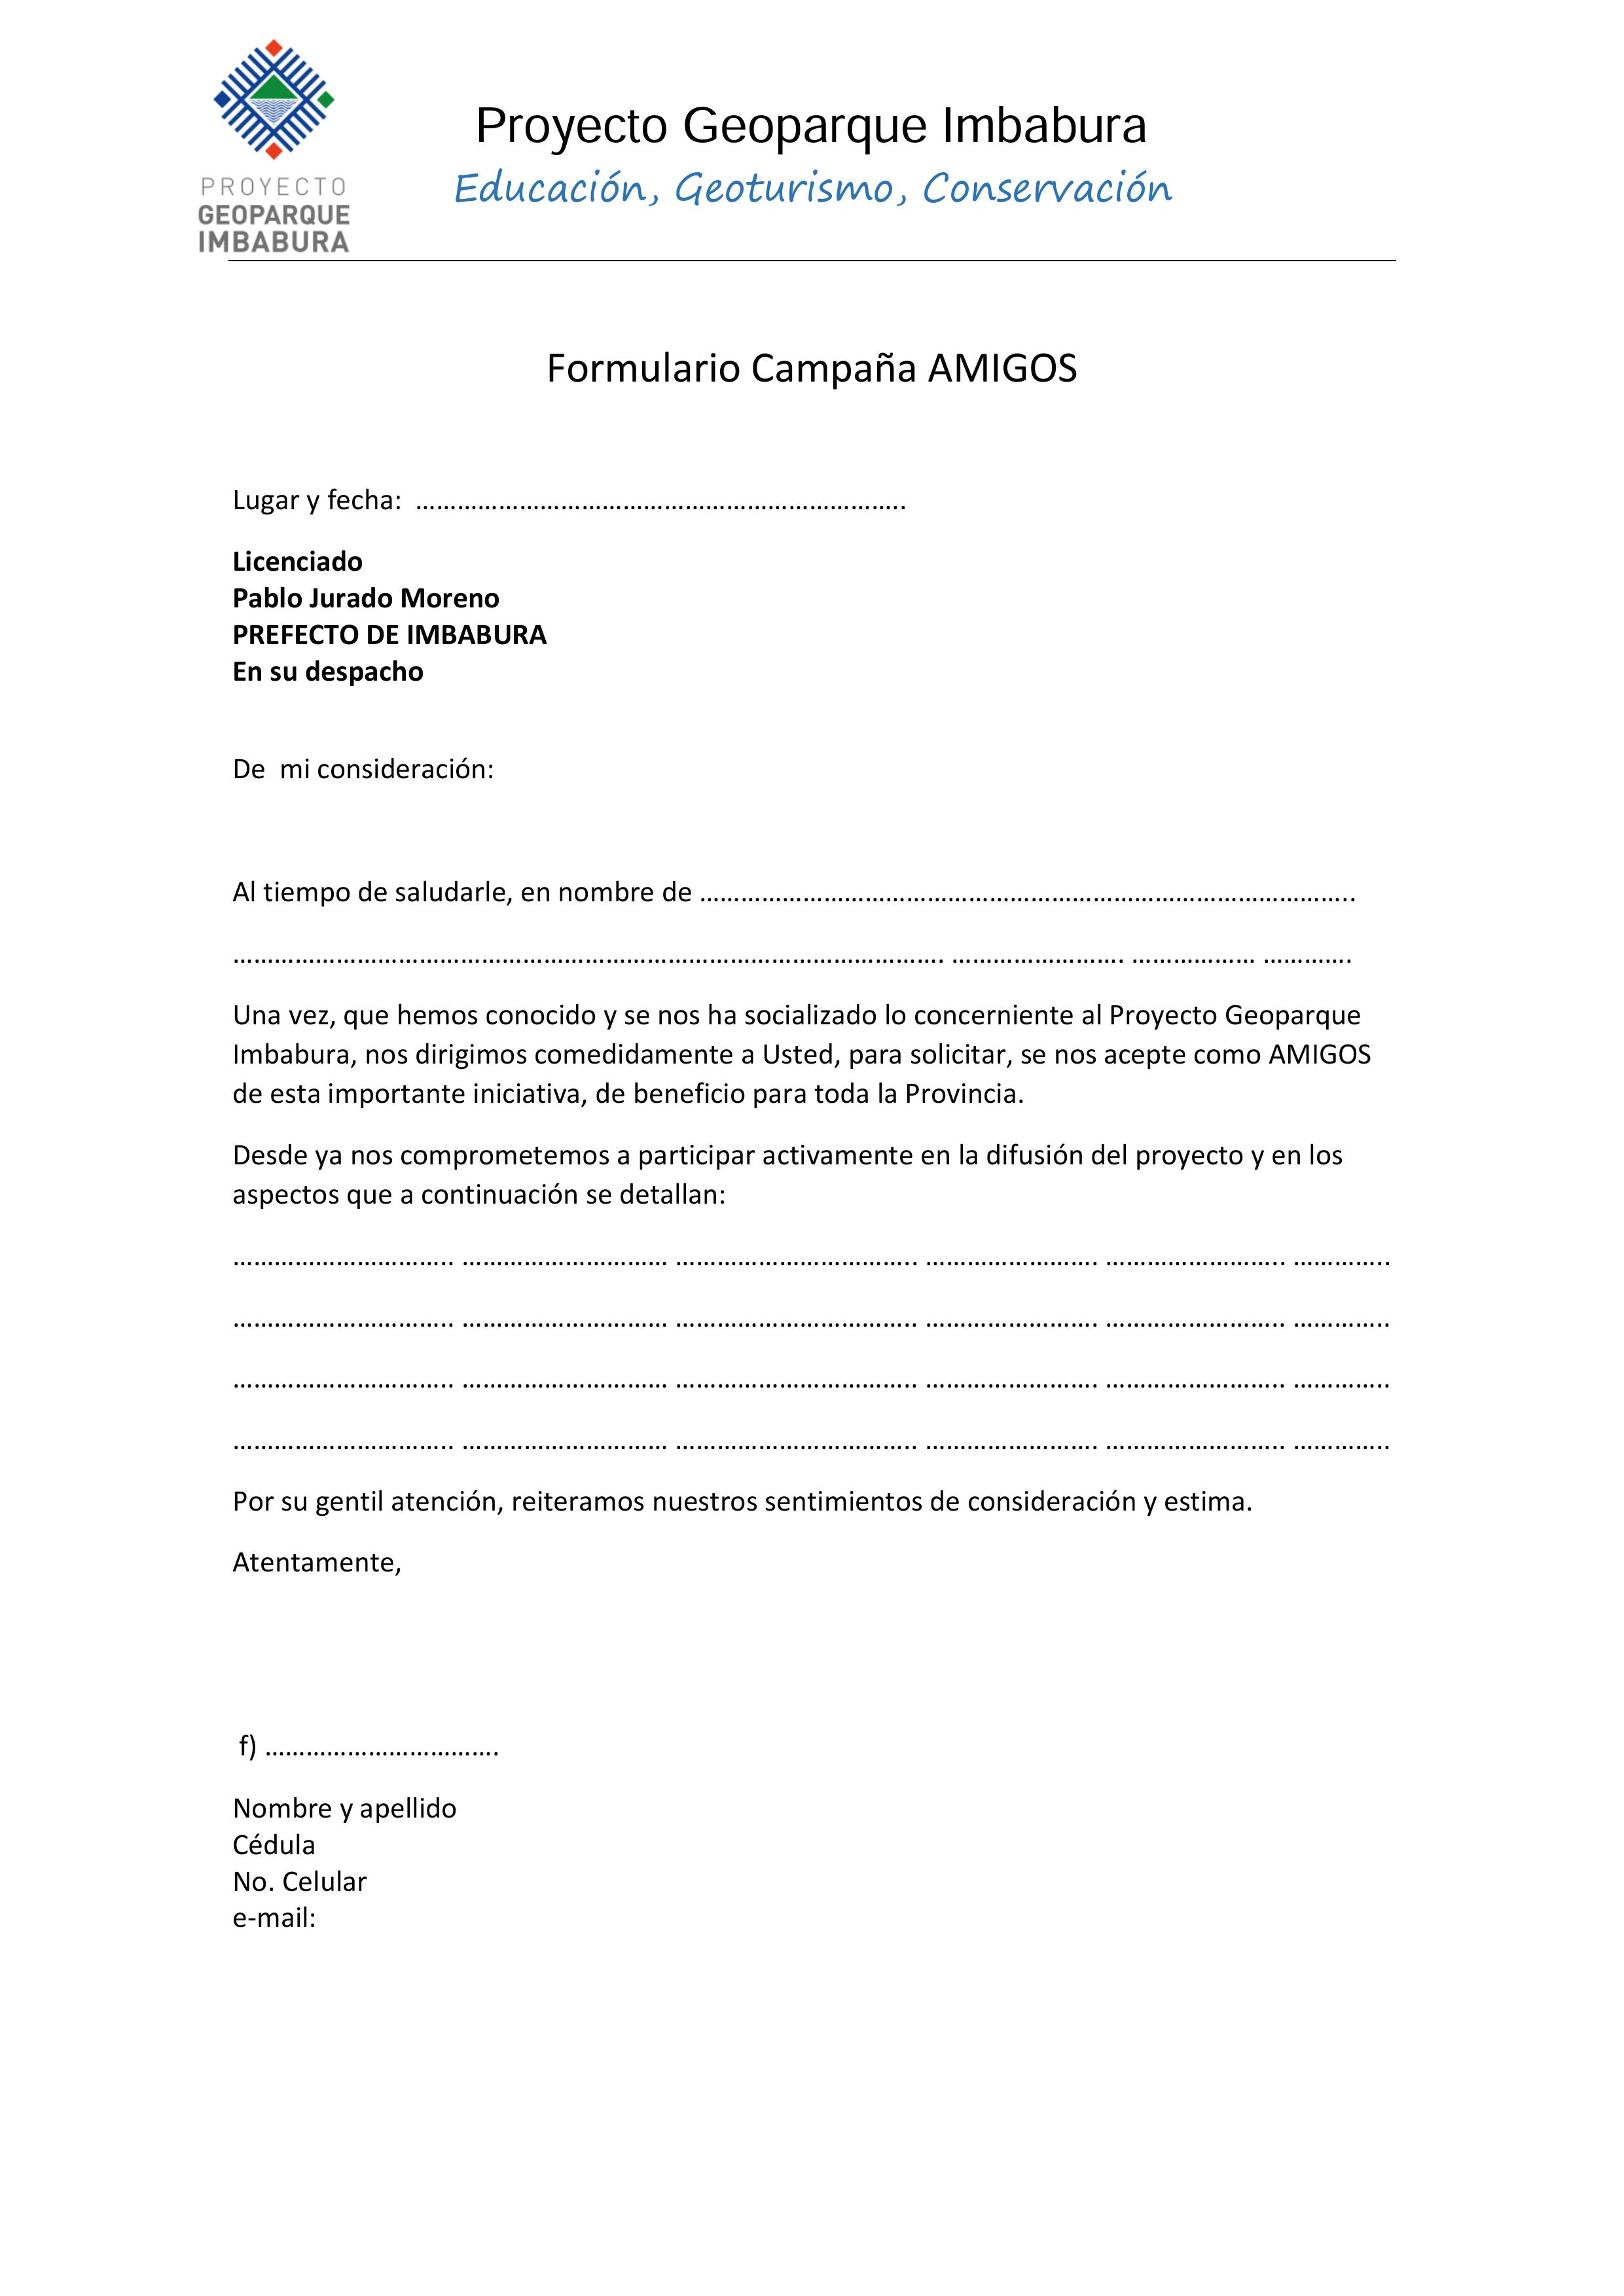 PROYECTO
GEOPARQUE
IMBABURA
Proyecto Geoparque Imbabura
Educación, Geoturismo, Conservación
Formulario Campaña AMIGOS
Lugar y fecha: ……………………………………………………………..
Licenciado
Pablo Jurado Moreno
PREFECTO DE IMBABURA
En su despacho
De  mi consideración:
Al tiempo de saludarle, en nombre de …………………………………………………………………………………..
…………………………………………………………………………………………. ……………………. ……………… ………….
Una vez, que hemos conocido y se nos ha socializado lo concerniente al Proyecto Geoparque
Imbabura, nos dirigimos comedidamente a Usted, para solicitar, se nos acepte como AMIGOS
de esta importante iniciativa, de beneficio para toda la Provincia.
Desde ya nos comprometemos a participar activamente en la difusión del proyecto y en los
aspectos que a continuación se detallan:
………………………….. ………………………… …………………………….. ……………………. …………………….. …………..
………………………….. ………………………… …………………………….. ……………………. …………………….. …………..
………………………….. ………………………… …………………………….. ……………………. …………………….. …………..
………………………….. ………………………… …………………………….. ……………………. …………………….. …………..
Por su gentil atención, reiteramos nuestros sentimientos de consideración y estima.
Atentamente,
f) …………………………….
Nombre y apellido
Cédula
No. Celular
e-mail: